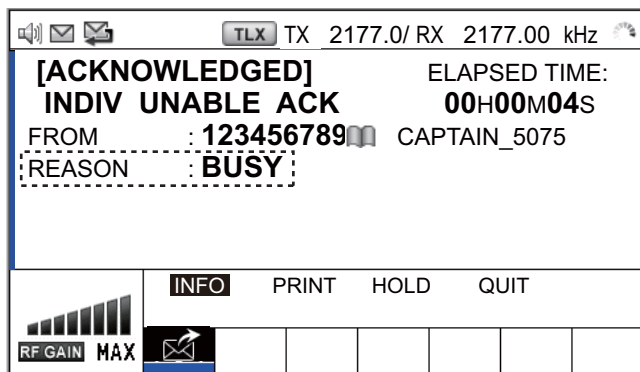 TLX TX 2177.0/ RX 2177.00 kHz
[ACKNOWLEDGED] ELAPSED TIME:
INDIV UNABLE ACK 00H00M04S
FROM : 123456789 CAPTAIN_5075
REASON : BUSY
INFO PRINT HOLD QUIT
RF GAIN MAX